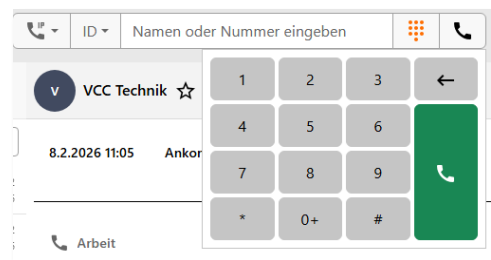 IP ID Namen oder Nummer eingeben
V VCC Technik
1 2 3
4 5 6
8.2.2026 11:05
7 8 9
* 0+ #
Arbeit